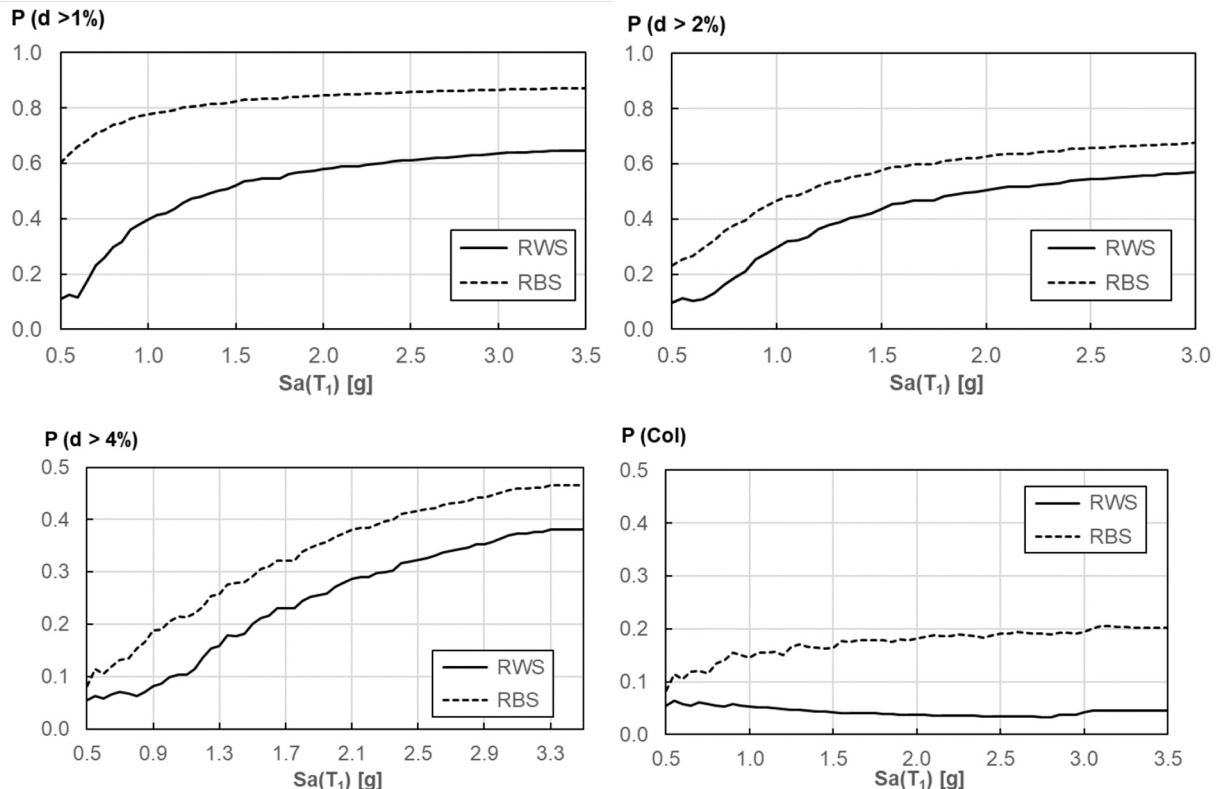 P (d >1%)
1.0
0.8
0.6
0.4
0.2
0.0
RWS
RBS
0.5 1.0 1.5 2.0 2.5 3.0 3.5
Sa(T₁) [g]
P (d > 2%)
1.0
0.8
0.6
0.4
0.2
0.0
RWS
RBS
0.5 1.0 1.5 2.0 2.5 3.0
Sa(T₁) [g]
P (d > 4%)
0.5
0.4
0.3
0.2
0.1
0.0
RWS
RBS
0.5 0.9 1.3 1.7 2.1 2.5 2.9 3.3
Sa(T₁) [g]
P (Col)
0.5
0.4
0.3
0.2
0.1
0.0
RWS
RBS
0.5 1.0 1.5 2.0 2.5 3.0 3.5
Sa(T₁) [g]